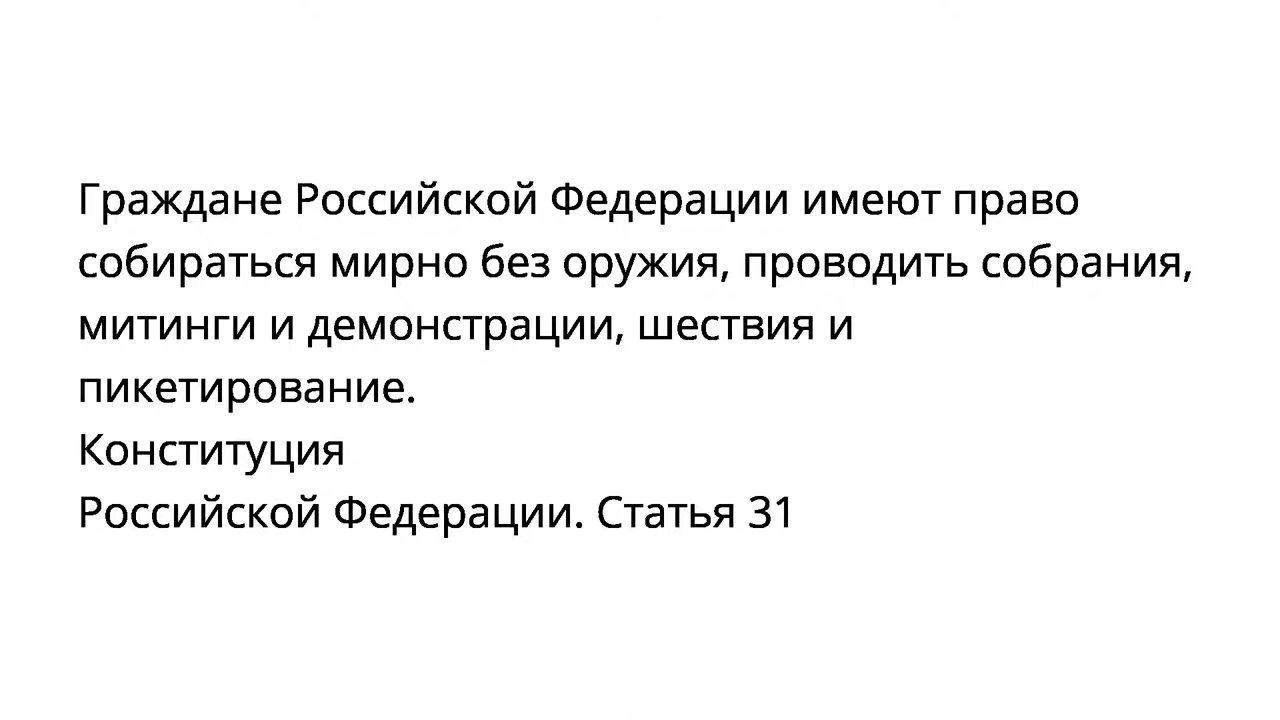 Граждане Российской Федерации имеют право
собираться мирно без оружия, проводить собрания,
митинги и демонстрации, шествия и
пикетирование.
Конституция
Российской Федерации. Статья 31